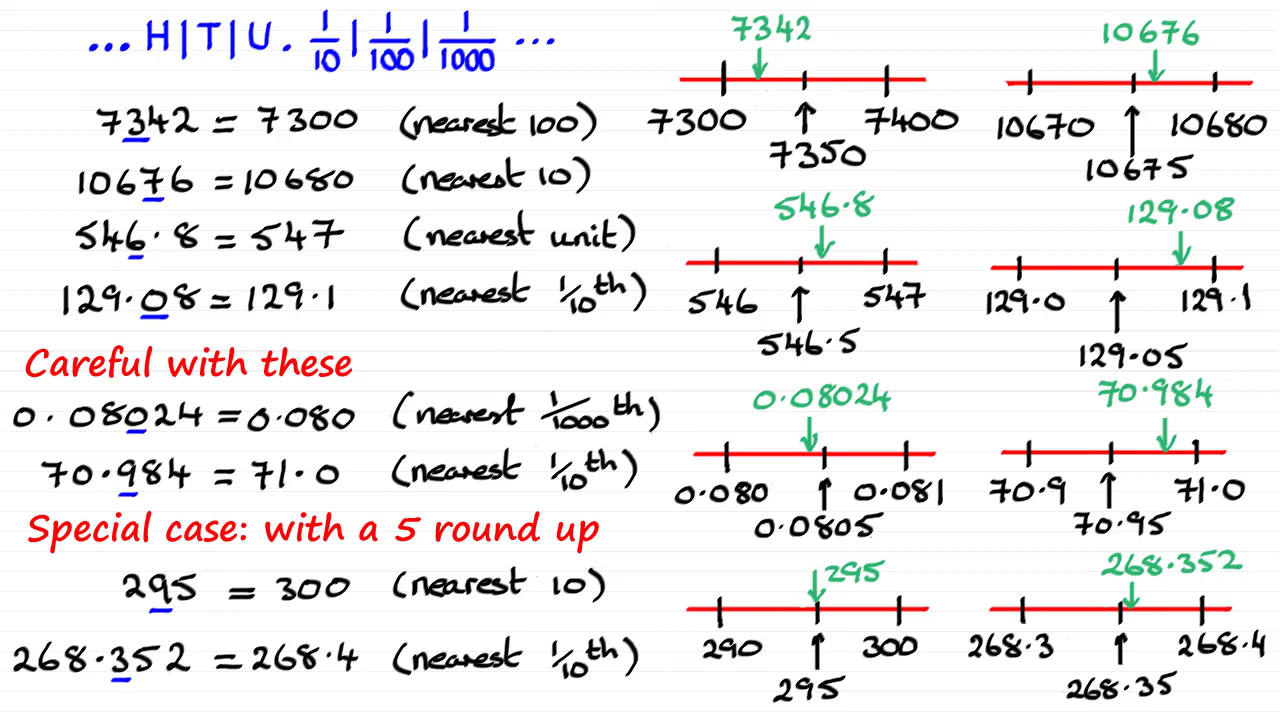 ... H | T | U . 1/10 | 1/100 | 1/1000 ...
7342 = 7300 (nearest 100)
10676 = 10680 (nearest 10)
546.8 = 547 (nearest unit)
129.08 = 129.1 (nearest 1/10th)
Careful with these
0.08024 = 0.080 (nearest 1/1000th)
70.984 = 71.0 (nearest 1/10th)
Special case: with a 5 round up
295 = 300 (nearest 10)
268.352 = 268.4 (nearest 1/10th)
7342
7300 7400
7350
10676
10670 10680
10675
546.8
546 547
546.5
129.08
129.0 129.1
129.05
0.08024
0.080 0.081
0.0805
70.984
70.9 71.0
70.95
295
290 300
295
268.352
268.3 268.4
268.35